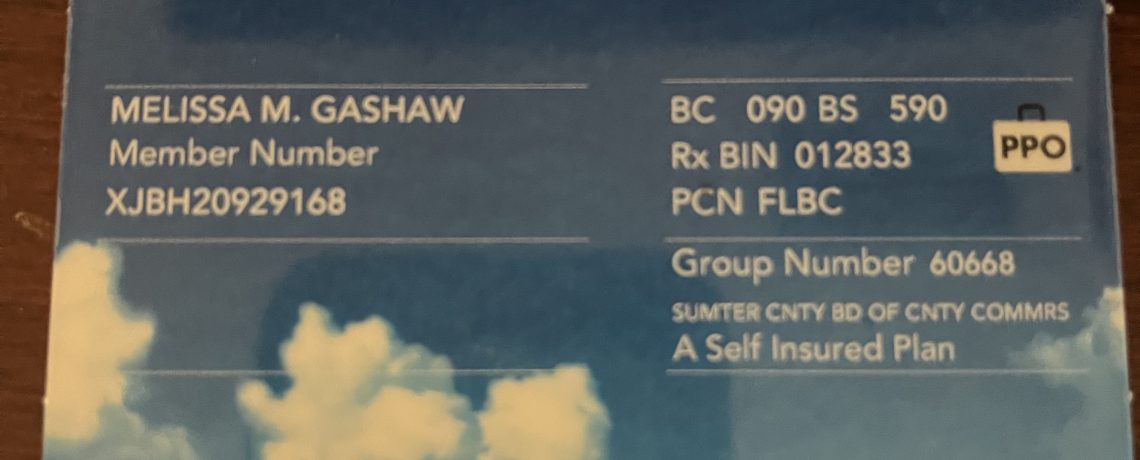 MELISSA M. GASHAW
Member Number
XJBH20929168
BC 090 BS 590
Rx BIN 012833
PCN FLBC
PPO
Group Number 60668
SUMTER CNTY BD OF CNTY COMMRS
A Self Insured Plan